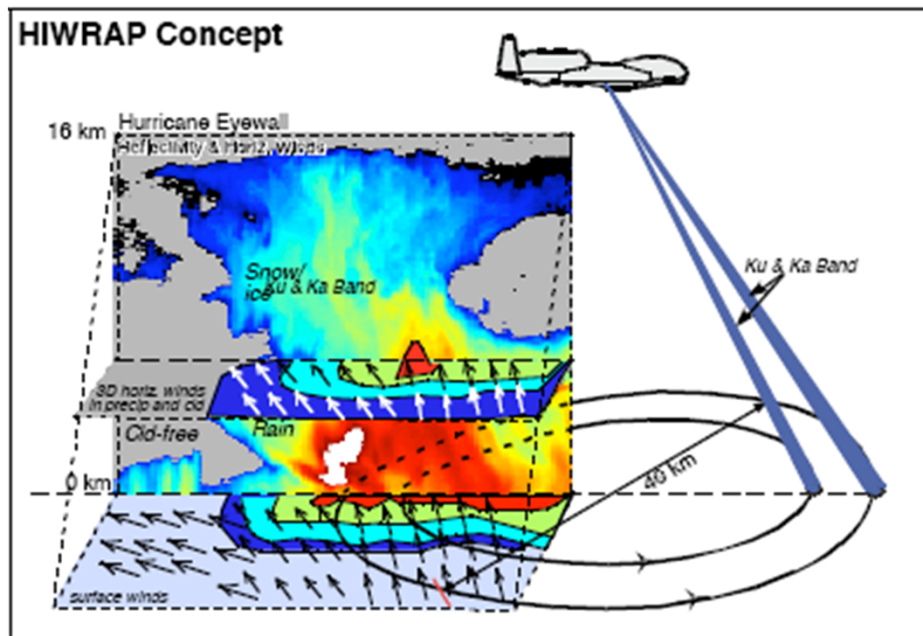 HIWRAP Concept
Hurricane Eyewall
16 km
Reflectivity & Horiz. Winds
Ku & Ka Band
Snow/
ice
Ku & Ka Band
3D horiz. winds
in precip and cld
Cld-free
Rain
40 km
0 km
surface winds